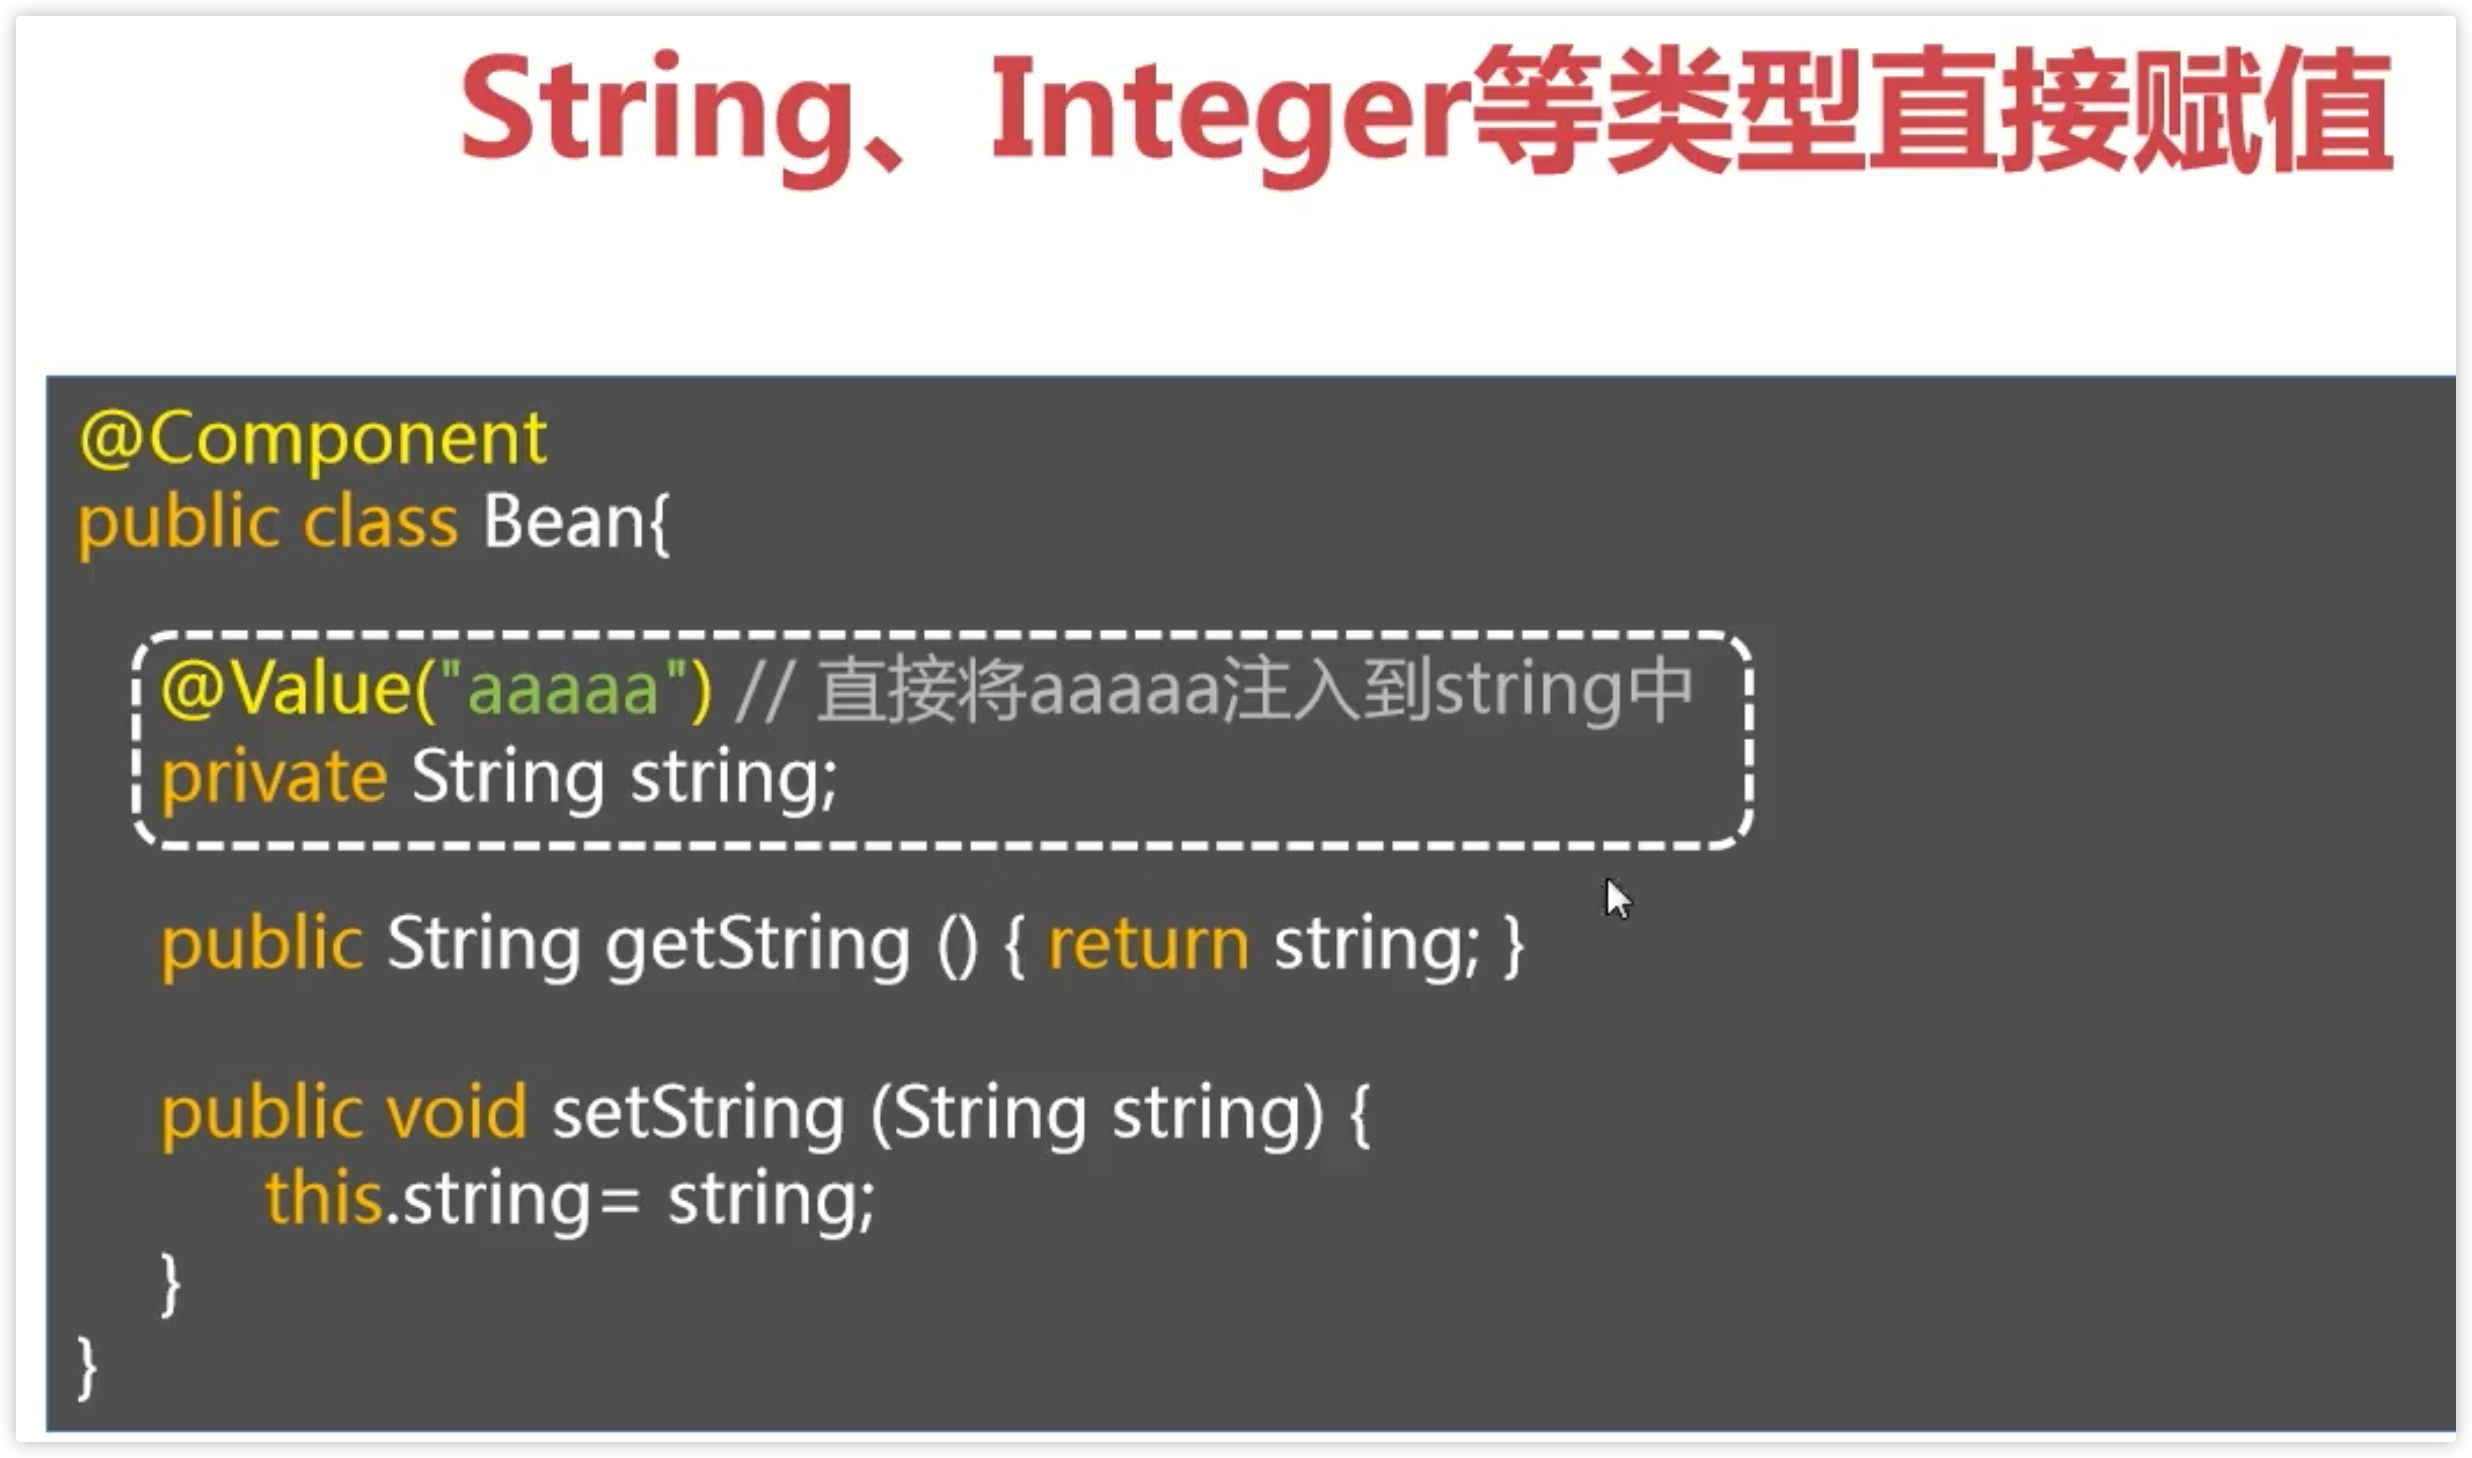 String、Integer等类型直接赋值
@Component
public class Bean{
@Value("aaaaa") // 直接将aaaaa注入到string中
private String string;
public String getString () { return string; }
public void setString (String string) {
this.string= string;
}
}